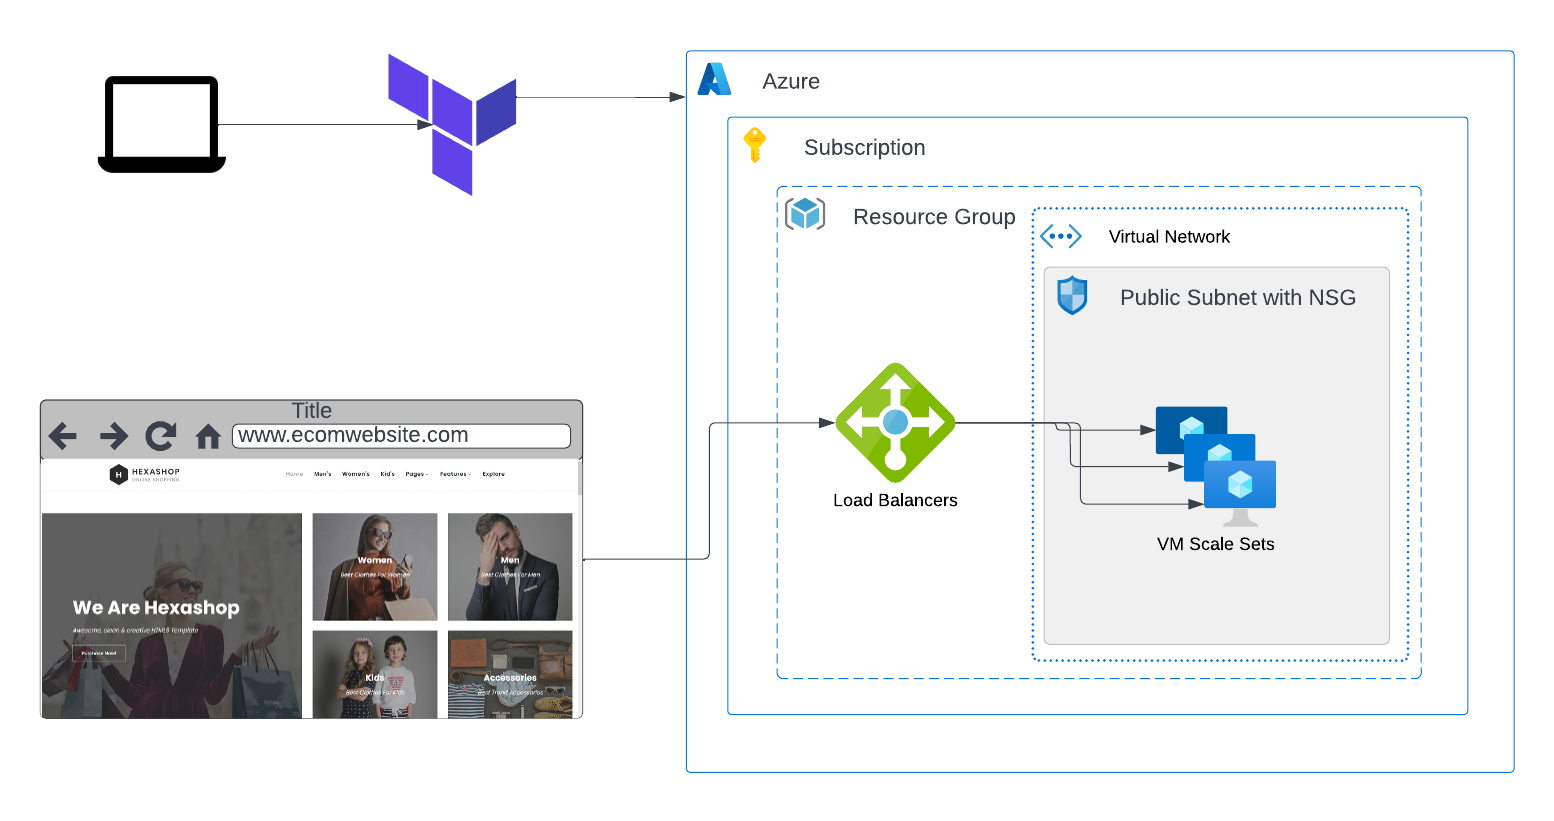 Azure
Subscription
Resource Group
Virtual Network
Public Subnet with NSG
Load Balancers
VM Scale Sets
Title
www.ecomwebsite.com
H HEXASHOP
ONLINE SHOPPING
Home Men's Women's Kid's Pages Features Explore
We Are Hexashop
Awesome, clean & creative HTML5 Template
Purchase Now!
Women
Best Clothes For Women
Men
Best Clothes For Men
Kids
Best Clothes For Kids
Accessories
Best Trend Accessories